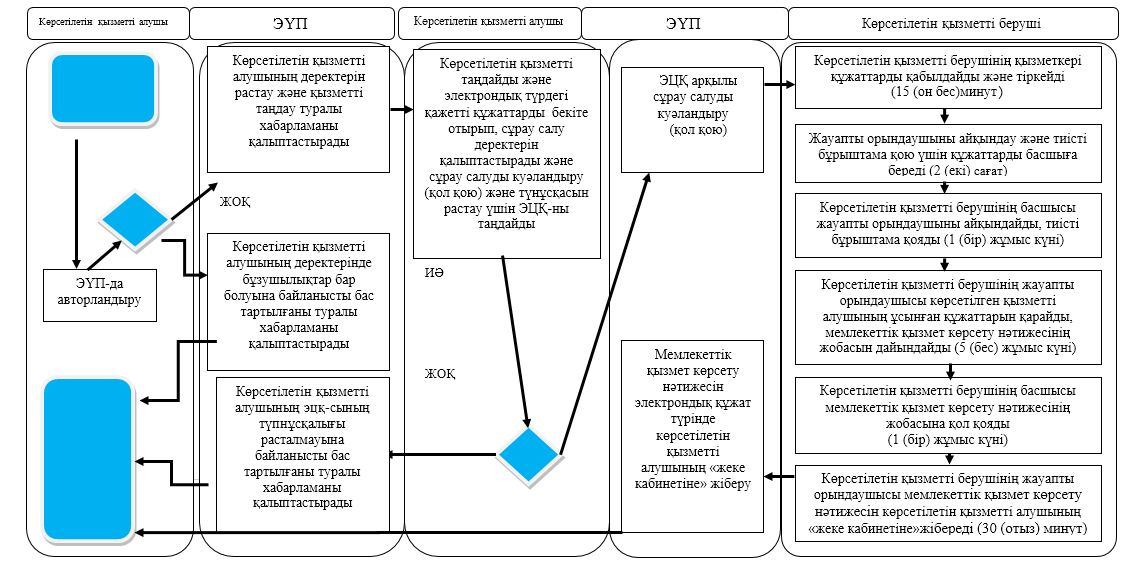 Көрсетілетін қызметті алушы
ЭҮП
Көрсетілетін қызметті алушы
ЭҮП
Көрсетілетін қызметті беруші
ЭҮП-да
авторландыру
Көрсетілетін қызметті
алушының деректерін
растау және қызметті
таңдау туралы
хабарламаны
қалыптастырады
ЖОҚ
Көрсетілетін қызметті
алушының деректерінде
бұзушылықтар бар
болуына байланысты бас
тартылғаны туралы
хабарламаны
қалыптастырады
Көрсетілетін қызметті
алушының эцқ-сының
түпнұсқалығы
расталмауына
байланысты бас
тартылғаны туралы
хабарламаны
қалыптастырады
Көрсетілетін қызметті
таңдайды және
электрондық түрдегі
қажетті құжаттарды бекіте
отырып, сұрау салу
деректерін
қалыптастырады және
сұрау салуды куәландыру
(қол қою) және түнұсқасын
растау үшін ЭЦҚ-ны
таңдайды
ИӘ
ЖОҚ
ЭЦҚ арқылы
сұрау салуды
куәландыру
(қол қою)
Мемлекеттік
қызмет көрсету
нәтижесін
электрондық құжат
түрінде
көрсетілетін
қызметті
алушының «жеке
кабинетіне» жіберу
Көрсетілетін қызметті берушінің қызметкері
құжаттарды қабылдайды және тіркейді
(15 (он бес)минут)
Жауапты орындаушыны айқындау және тиісті
бұрыштама қою үшін құжаттарды басшыға
береді (2 (екі) сағат)
Көрсетілетін қызметті берушінің басшысы
жауапты орындаушыны айқындайды, тиісті
бұрыштама қояды (1 (бір) жұмыс күні)
Көрсетілетін қызметті берушінің жауапты
орындаушысы көрсетілген қызметті
алушының ұсынған құжаттарын қарайды,
мемлекеттік қызмет көрсету нәтижесінің
жобасын дайындайды (5 (бес) жұмыс күні)
Көрсетілетін қызметті берушінің басшысы
мемлекеттік қызмет көрсету нәтижесінің
жобасына қол қояды
(1 (бір) жұмыс күні)
Көрсетілетін қызметті берушінің жауапты
орындаушысы мемлекеттік қызмет көрсету
нәтижесін көрсетілетін қызметті алушының
«жеке кабинетіне»жібереді (30 (отыз) минут)